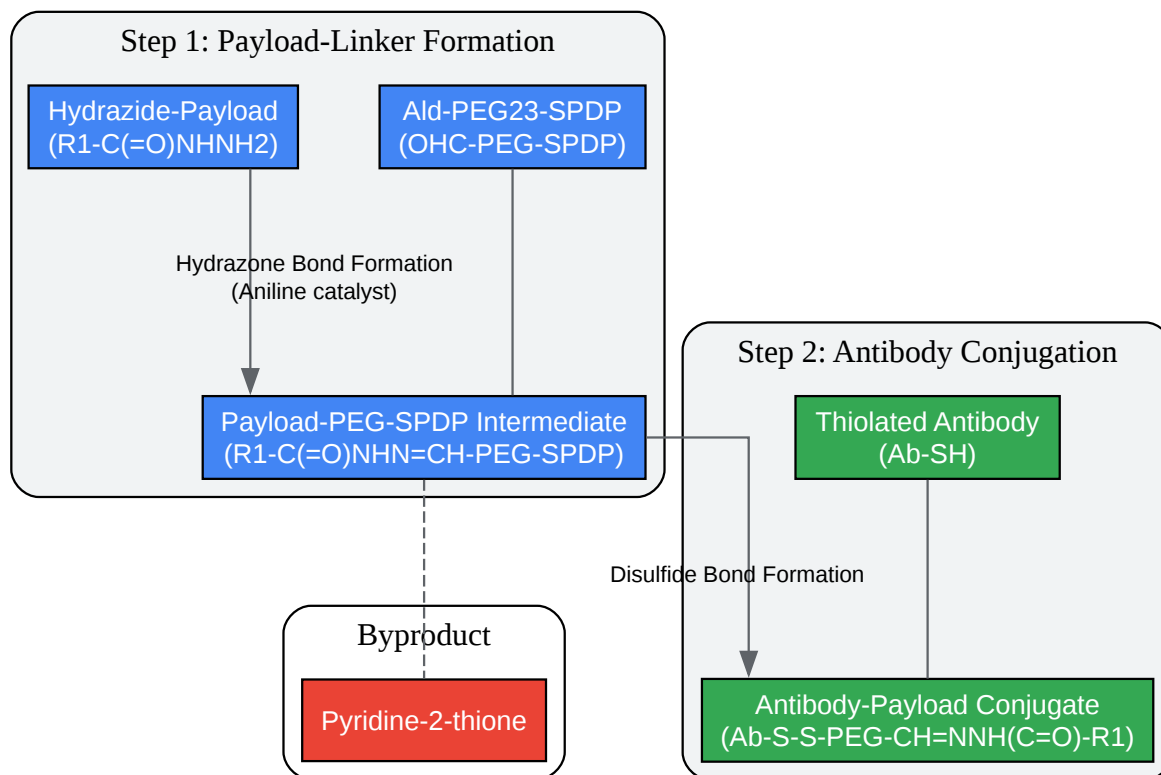 Step 1: Payload-Linker Formation
Hydrazide-Payload
(R1-C(=O)NHNH2)
Ald-PEG23-SPDP
(OHC-PEG-SPDP)
Hydrazone Bond Formation
(Aniline catalyst)
Payload-PEG-SPDP Intermediate
(R1-C(=O)NHN=CH-PEG-SPDP)
Step 2: Antibody Conjugation
Thiolated Antibody
(Ab-SH)
Disulfide Bond Formation
Byproduct
Pyridine-2-thione
Antibody-Payload Conjugate
(Ab-S-S-PEG-CH=NNH(C=O)-R1)